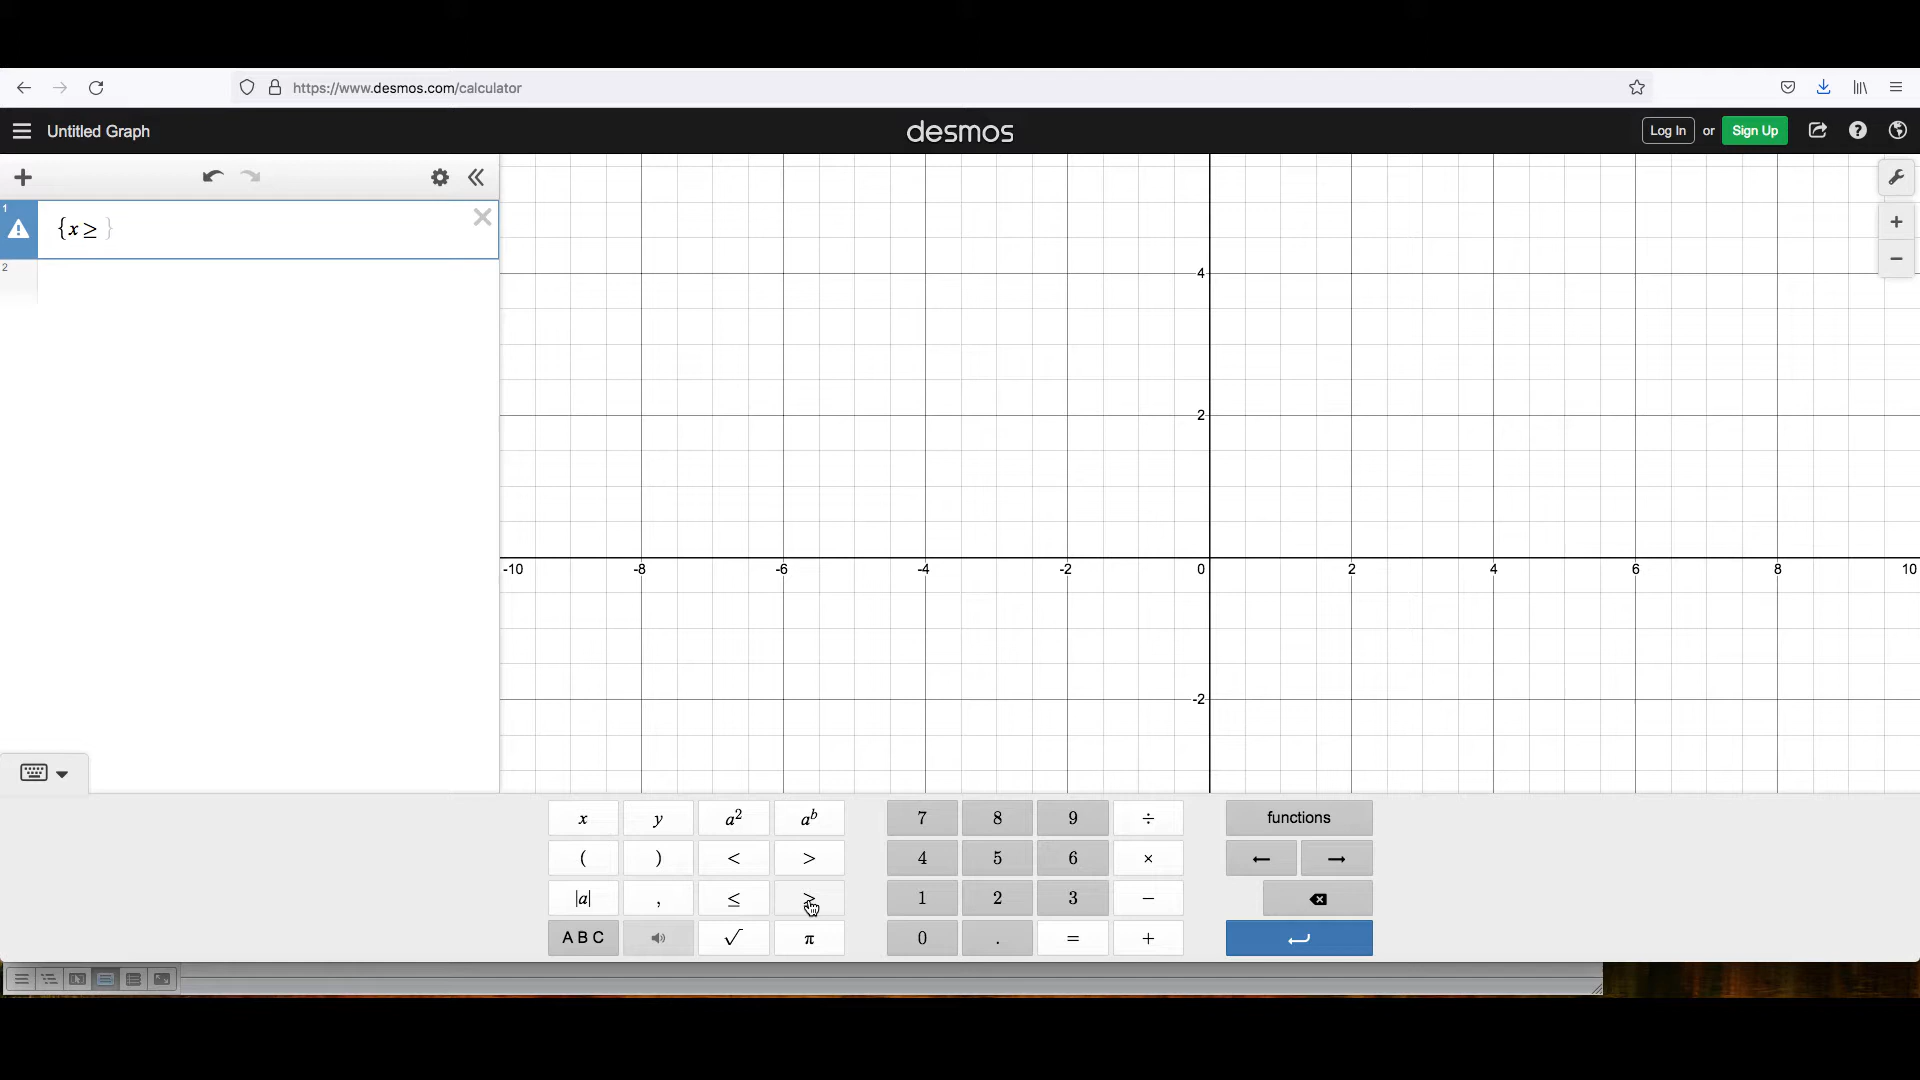 https://www.desmos.com/calculator
Untitled Graph
desmos
Log In or Sign Up
1
{x ≥ }
2
4
2
-10 -8 -6 -4 -2 0 2 4 6 8 10
-2
x y a² aᵇ 7 8 9 ÷ functions
( ) < > 4 5 6 × ← →
|a| , ≤ ≥ 1 2 3 −
A B C √ π 0 . = +